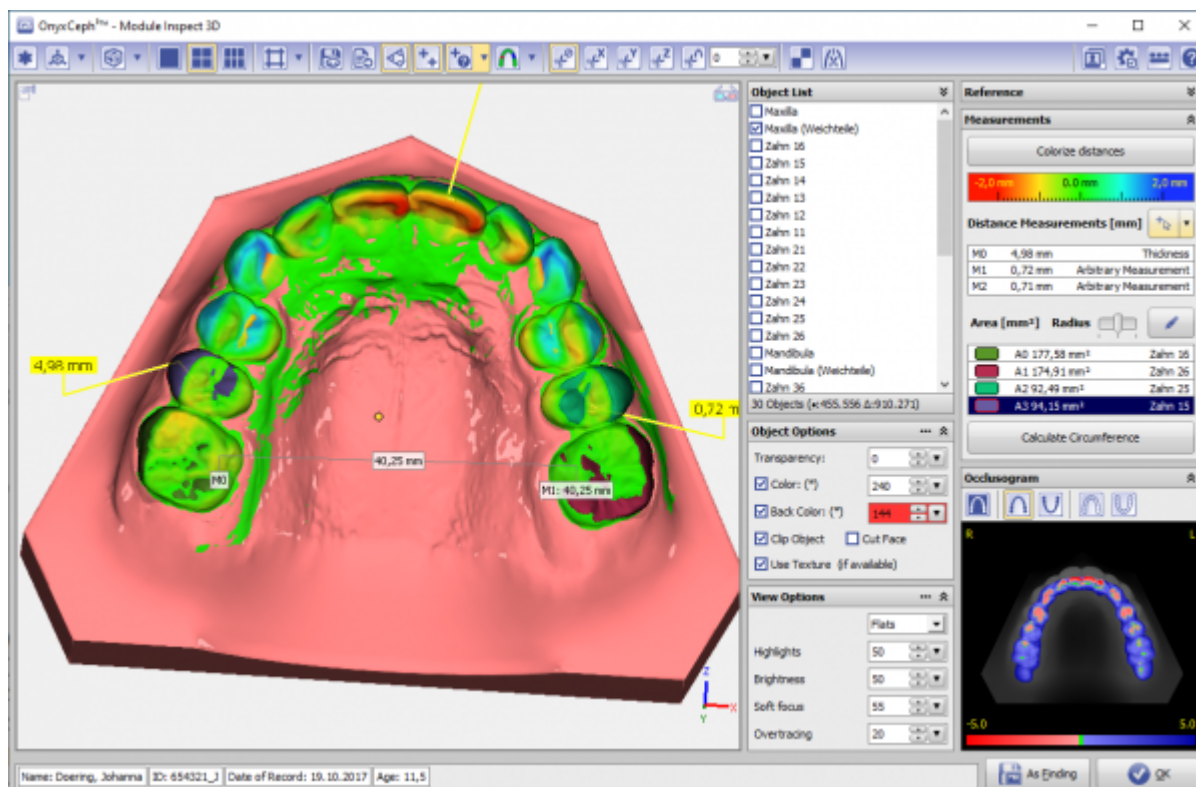 OnyxCeph³™ - Module Inspect 3D
0
4,98 mm
0,72 m
M0
40,25 mm
M1: 40,25 mm
Z
X
Y
Object List
Maxilla
Maxilla (Weichteile)
Zahn 16
Zahn 15
Zahn 14
Zahn 13
Zahn 12
Zahn 11
Zahn 21
Zahn 22
Zahn 23
Zahn 24
Zahn 25
Zahn 26
Mandibula
Mandibula (Weichteile)
Zahn 36
30 Objects (•:455.556 Δ:910.271)
Object Options
Transparency: 0
Color: (*) 240
Back Color: (*) 144
Clip Object Cut Face
Use Texture (if available)
View Options
Flats
Highlights 50
Brightness 50
Soft focus 55
Overtracing 20
Reference
Measurements
Colorize distances
-2,0 mm 0.0 mm 2,0 mm
Distance Measurements [mm]
M0 4,98 mm Thickness
M1 0,72 mm Arbitrary Measurement
M2 0,71 mm Arbitrary Measurement
Area [mm²] Radius
A0 177,58 mm² Zahn 16
A1 174,91 mm² Zahn 26
A2 92,49 mm² Zahn 25
A3 94,15 mm² Zahn 15
Calculate Circumference
Occlusogram
R L
-5.0 5.0
Name: Doering, Johanna ID: 654321_J Date of Record: 19.10.2017 Age: 11,5
As Finding OK